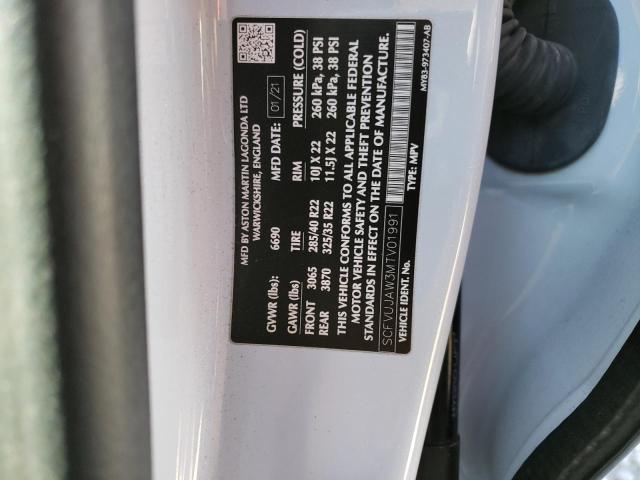 MFD BY ASTON MARTIN LAGONDA LTD
WARWICKSHIRE, ENGLAND
GVWR (lbs): 6690 MFD DATE: 01/21
GAWR (lbs) TIRE RIM PRESSURE (COLD)
FRONT 3065 285/40 R22 10J X 22 260 kPa, 38 PSI
REAR 3870 325/35 R22 11.5J X 22 260 kPa, 38 PSI
THIS VEHICLE CONFORMS TO ALL APPLICABLE FEDERAL
MOTOR VEHICLE SAFETY AND THEFT PREVENTION
STANDARDS IN EFFECT ON THE DATE OF MANUFACTURE.
SCFVUJAW3MTV01991
VEHICLE IDENT. No. TYPE: MPV
MY83-973407-AB